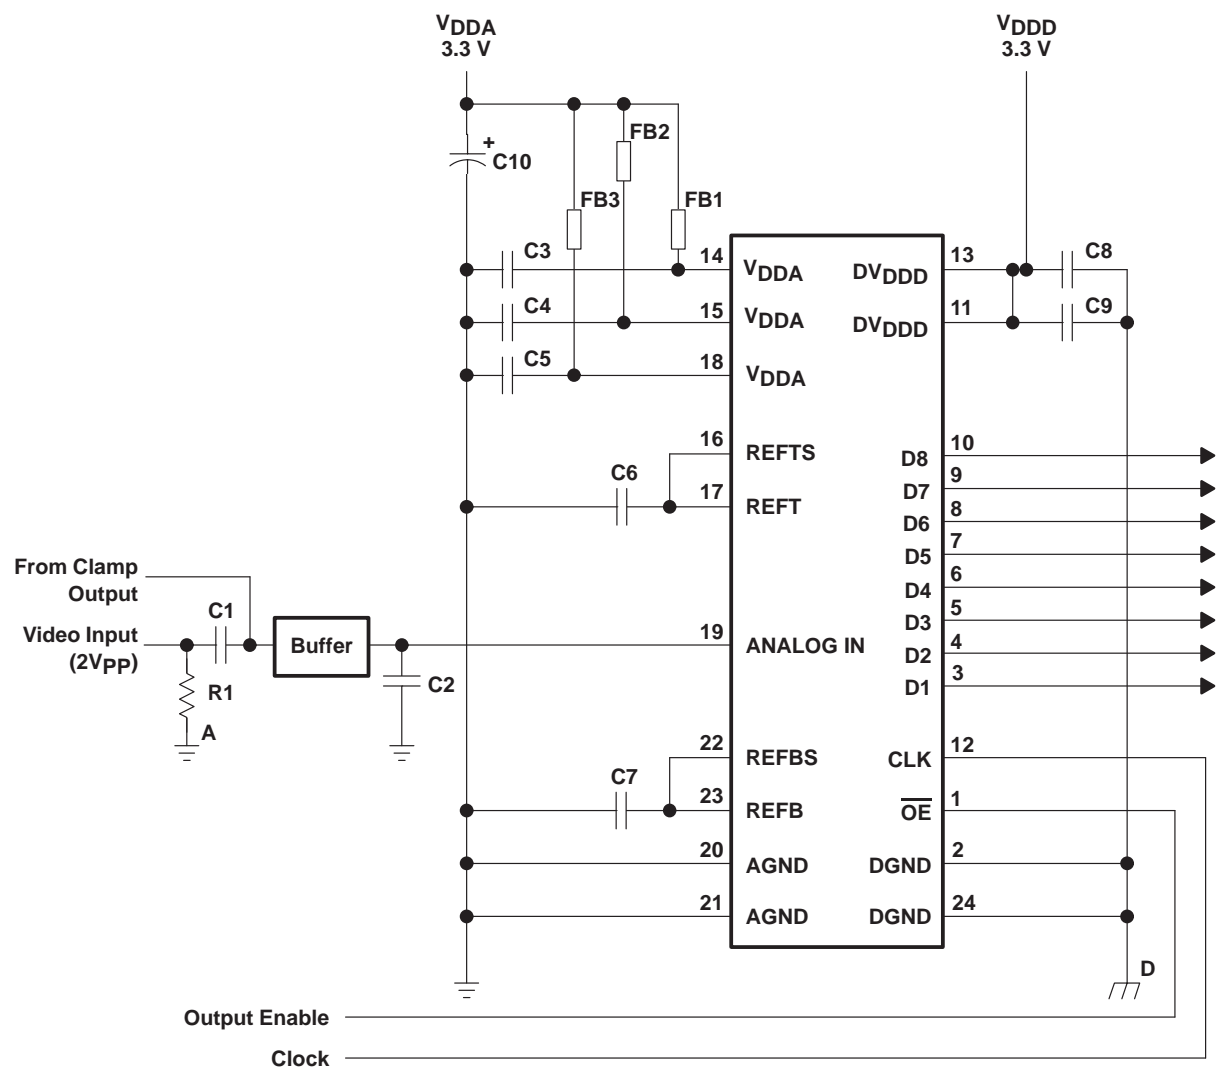 VDDA
3.3 V
VDDD
3.3 V
+
C10
FB2
FB3
FB1
C3
14
VDDA
DVDDD
13
C8
C4
15
VDDA
DVDDD
11
C9
C5
18
VDDA
16
REFTS
D8
10
C6
17
REFT
D7
9
D6
8
D5
7
D4
6
D3
5
D2
4
D1
3
From Clamp
Output
Video Input
(2VPP)
C1
R1
A
Buffer
C2
19
ANALOG IN
22
REFBS
CLK
12
C7
23
REFB
OE
1
20
AGND
DGND
2
21
AGND
DGND
24
D
Output Enable
Clock